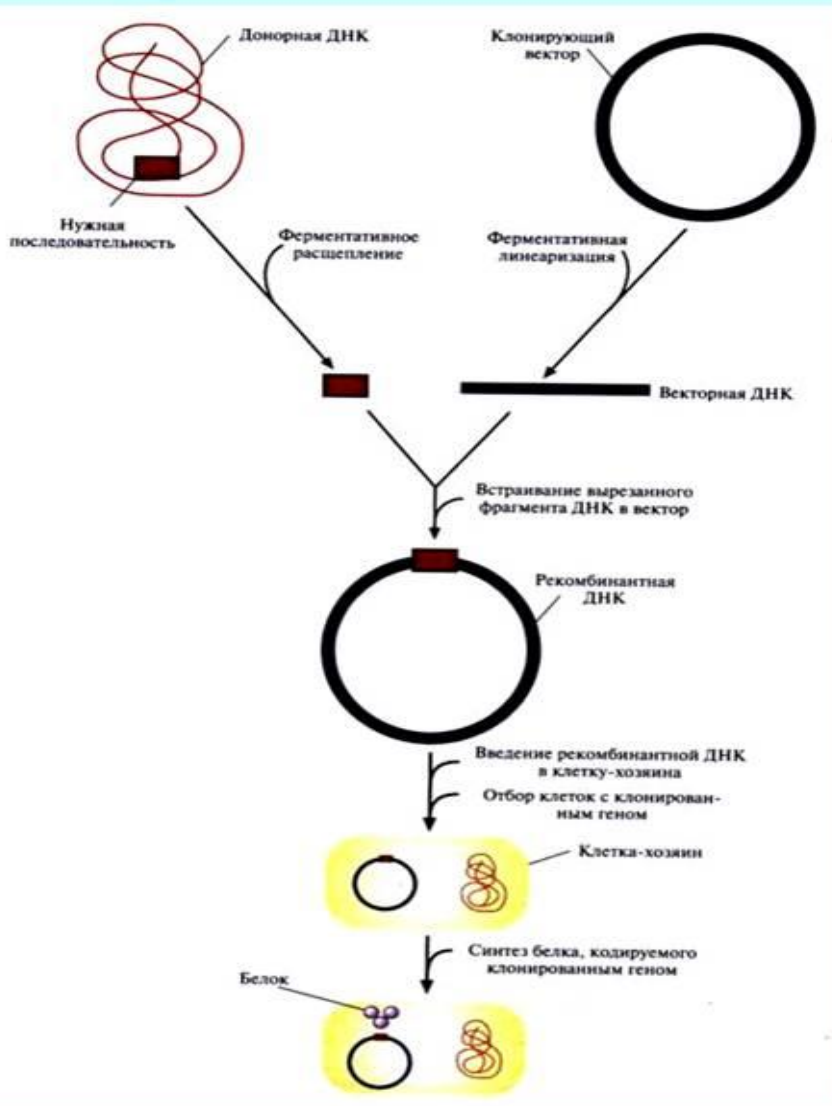 Донорная ДНК
Клонирующий
вектор
Нужная
последовательность
Ферментативное
расщепление
Ферментативная
линеаризация
Векторная ДНК
Встраивание вырезанного
фрагмента ДНК в вектор
Рекомбинантная
ДНК
Введение рекомбинантной ДНК
в клетку-хозяина
Отбор клеток с клонирован-
ным геном
Клетка-хозяин
Синтез белка, кодируемого
клонированным геном
Белок